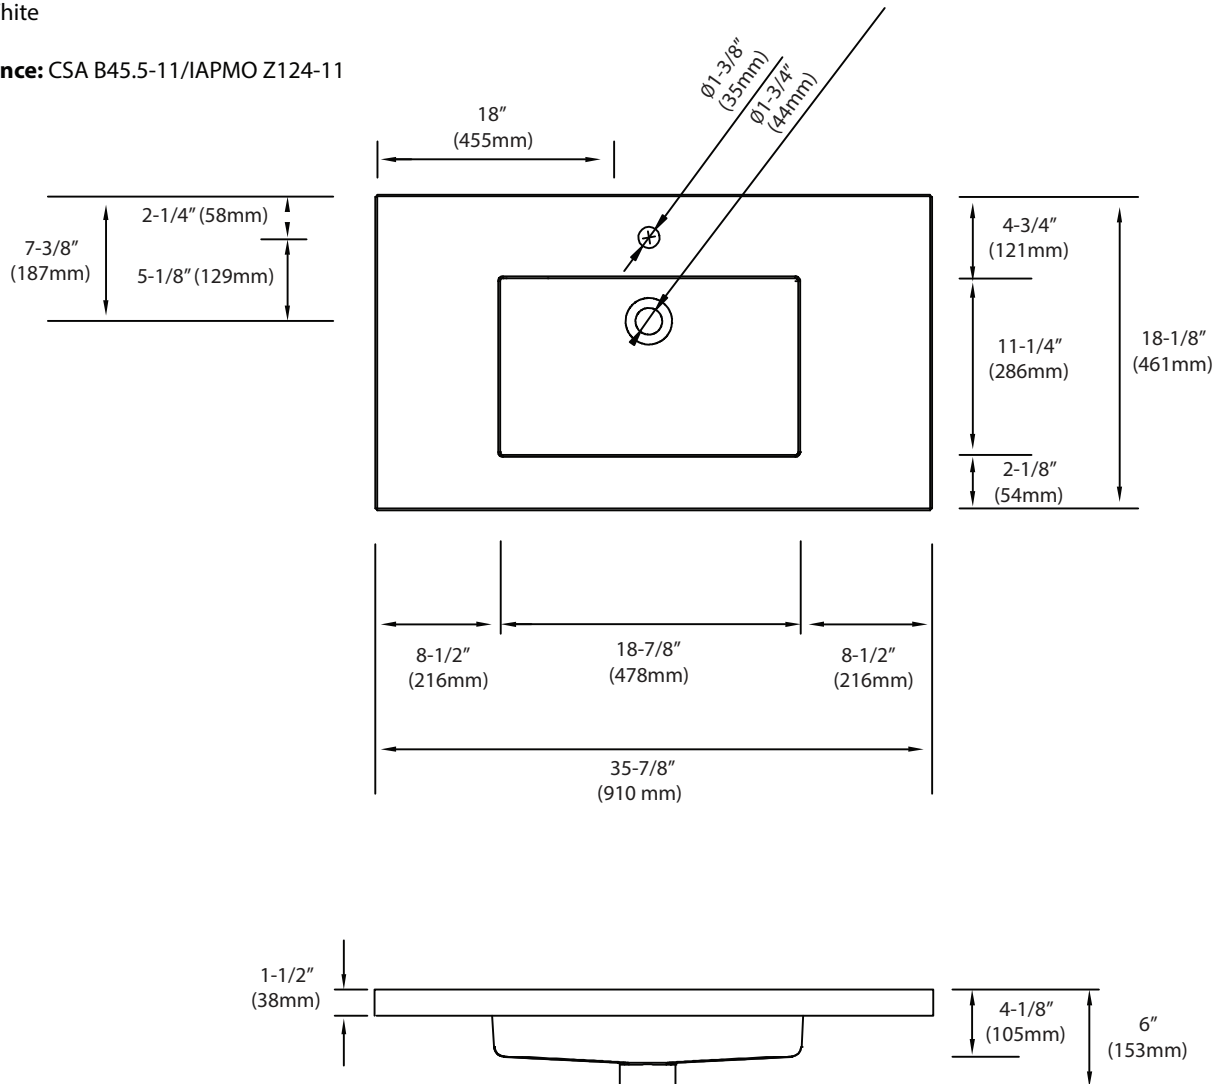 hite
nce: CSA B45.5-11/IAPMO Z124-11
Ø1-3/8”
(35mm)
Ø1-3/4”
(44mm)
18”
(455mm)
2-1/4” (58mm)
7-3/8”
(187mm)
5-1/8” (129mm)
4-3/4”
(121mm)
11-1/4”
(286mm)
18-1/8”
(461mm)
2-1/8”
(54mm)
8-1/2”
(216mm)
18-7/8”
(478mm)
8-1/2”
(216mm)
35-7/8”
(910 mm)
1-1/2”
(38mm)
4-1/8”
(105mm)
6”
(153mm)